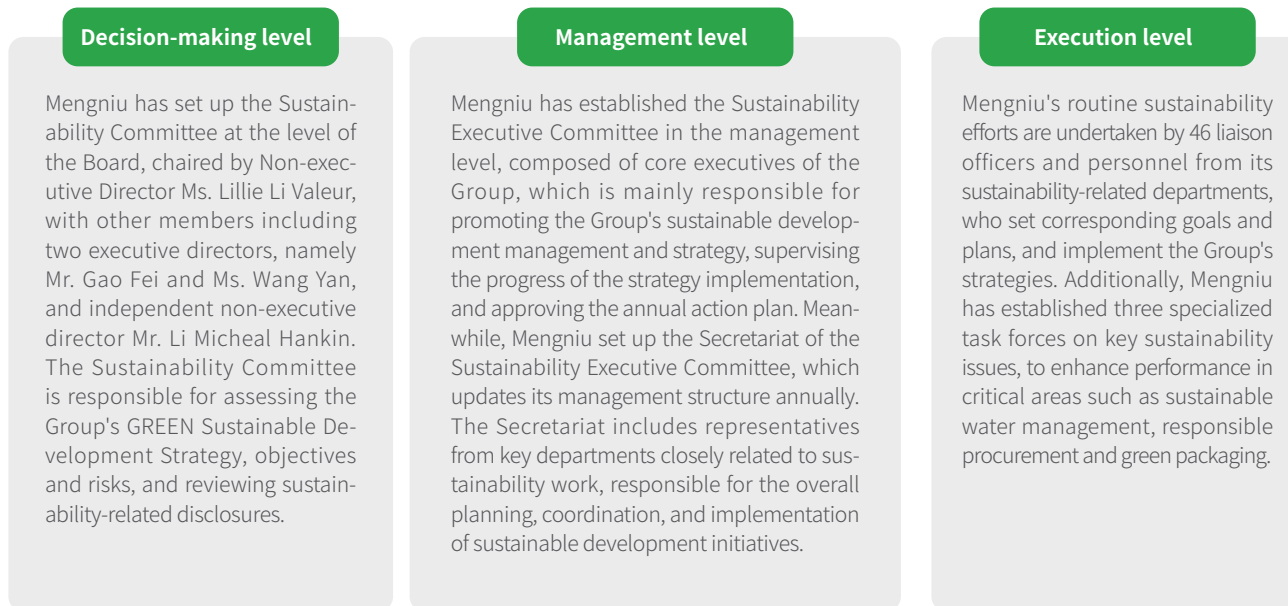 Decision-making level
Mengniu has set up the Sustain-
ability Committee at the level of
the Board, chaired by Non-exec-
utive Director Ms. Lillie Li Valeur,
with other members including
two executive directors, namely
Mr. Gao Fei and Ms. Wang Yan,
and independent non-executive
director Mr. Li Micheal Hankin.
The Sustainability Committee
is responsible for assessing the
Group's GREEN Sustainable De-
velopment Strategy, objectives
and risks, and reviewing sustain-
ability-related disclosures.
Management level
Mengniu has established the Sustainability
Executive Committee in the management
level, composed of core executives of the
Group, which is mainly responsible for
promoting the Group's sustainable develop-
ment management and strategy, supervising
the progress of the strategy implementation,
and approving the annual action plan. Mean-
while, Mengniu set up the Secretariat of the
Sustainability Executive Committee, which
updates its management structure annually.
The Secretariat includes representatives
from key departments closely related to sus-
tainability work, responsible for the overall
planning, coordination, and implementation
of sustainable development initiatives.
Execution level
Mengniu's routine sustainability
efforts are undertaken by 46 liaison
officers and personnel from its
sustainability-related departments,
who set corresponding goals and
plans, and implement the Group's
strategies. Additionally, Mengniu
has established three specialized
task forces on key sustainability
issues, to enhance performance in
critical areas such as sustainable
water management, responsible
procurement and green packaging.